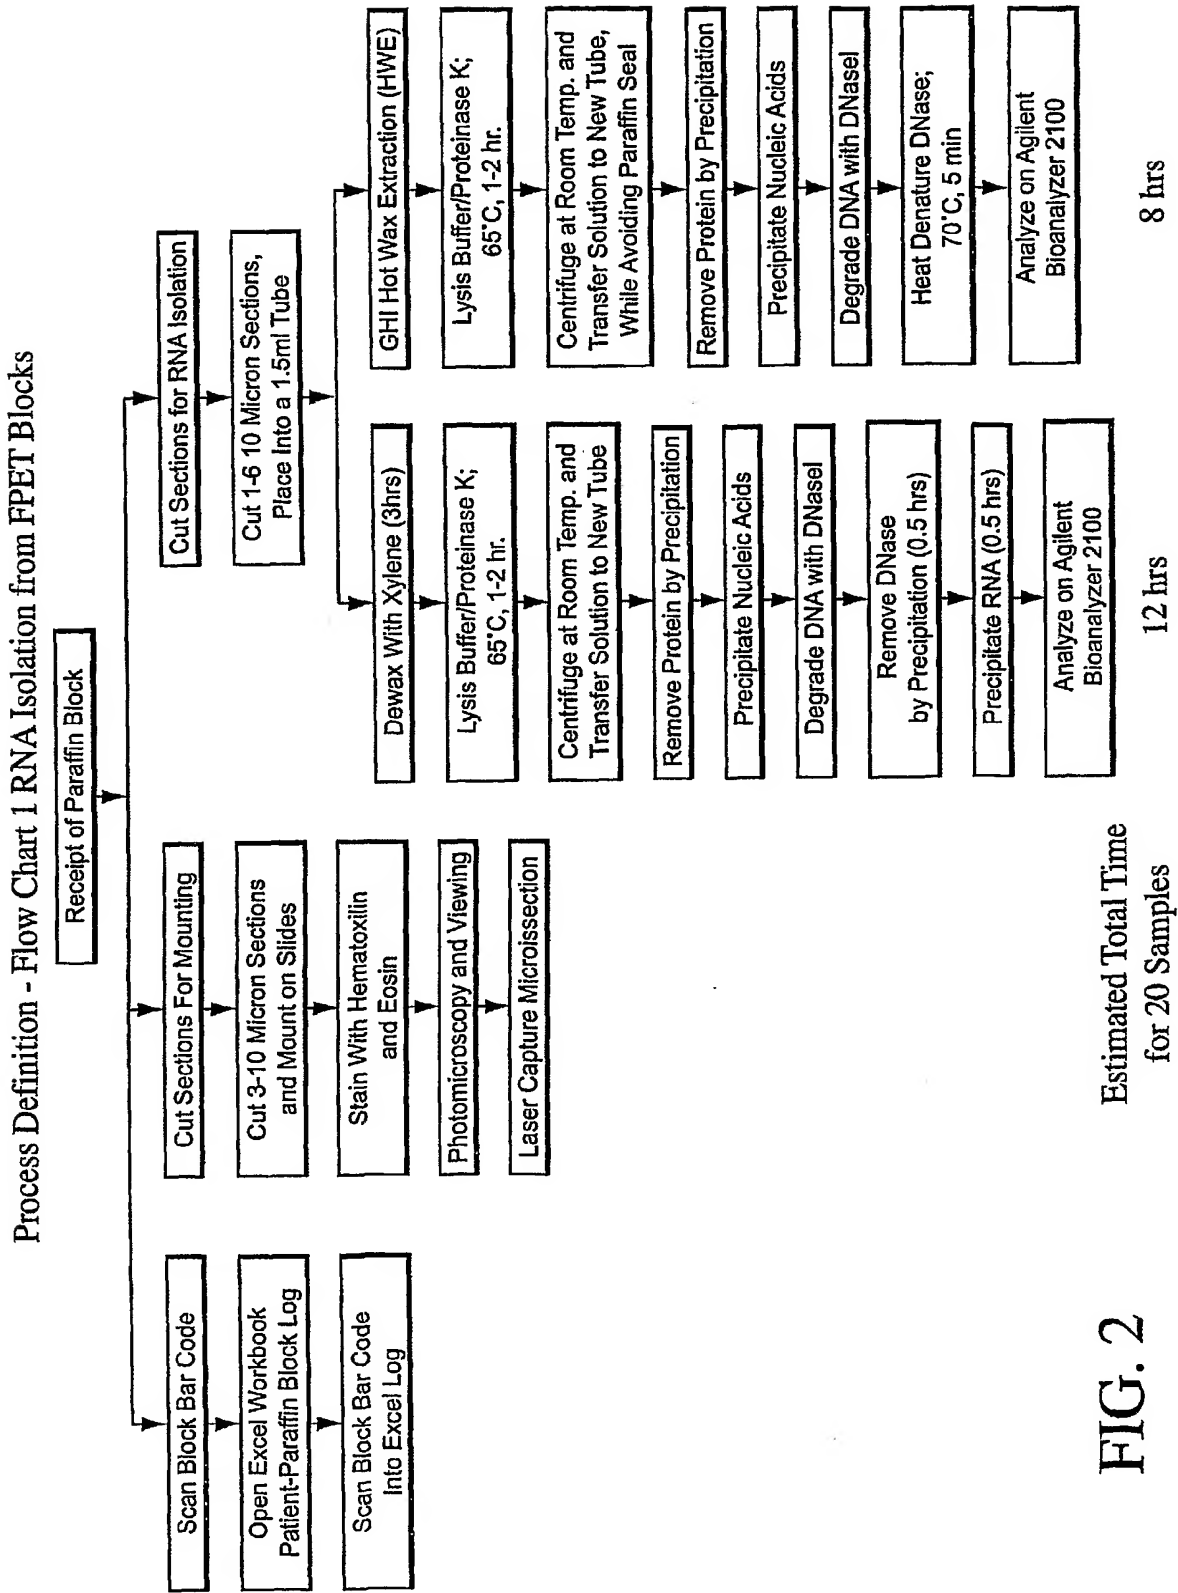 Process Definition - Flow Chart 1 RNA Isolation from FPET Blocks
Receipt of Paraffin Block
Scan Block Bar Code
Open Excel Workbook
Patient-Paraffin Block Log
Scan Block Bar Code
Into Excel Log
Cut Sections For Mounting
Cut 3-10 Micron Sections
and Mount on Slides
Stain With Hematoxilin
and Eosin
Photomicroscopy and Viewing
Laser Capture Microissection
Cut Sections for RNA Isolation
Cut 1-6 10 Micron Sections,
Place Into a 1.5ml Tube
Dewax With Xylene (3hrs)
Lysis Buffer/Proteinase K;
65°C, 1-2 hr.
Centrifuge at Room Temp. and
Transfer Solution to New Tube
Remove Protein by Precipitation
Precipitate Nucleic Acids
Degrade DNA with DNaseI
Remove DNase
by Precipitation (0.5 hrs)
Precipitate RNA (0.5 hrs)
Analyze on Agilent
Bioanalyzer 2100
GHI Hot Wax Extraction (HWE)
Lysis Buffer/Proteinase K;
65°C, 1-2 hr.
Centrifuge at Room Temp. and
Transfer Solution to New Tube,
While Avoiding Paraffin Seal
Remove Protein by Precipitation
Precipitate Nucleic Acids
Degrade DNA with DNaseI
Heat Denature DNase;
70°C, 5 min
Analyze on Agilent
Bioanalyzer 2100
Estimated Total Time
for 20 Samples
12 hrs
8 hrs
FIG. 2